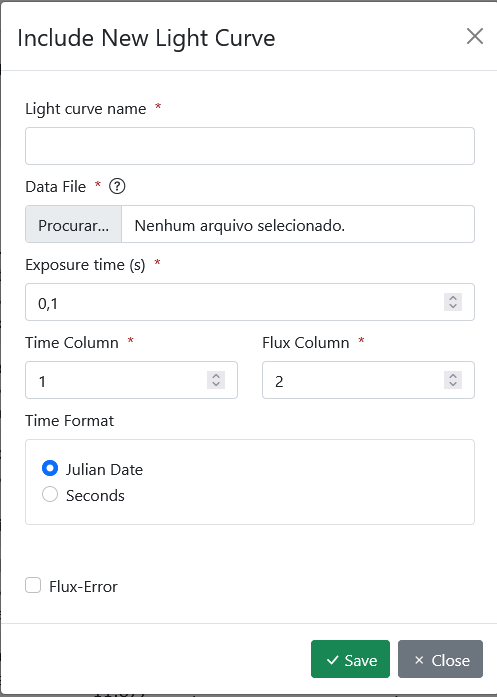 Include New Light Curve
Light curve name *
Data File * ?
Procurar... Nenhum arquivo selecionado.
Exposure time (s) *
0,1
Time Column * Flux Column *
1 2
Time Format
Julian Date
Seconds
Flux-Error
Save Close